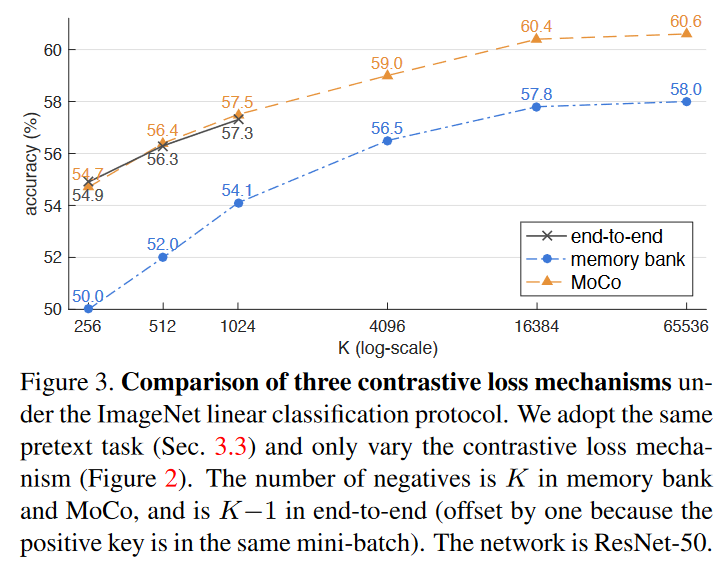 60.6
60.4
60
59.0
58.0
57.8
58
57.5
57.3
56.4
56.5
56
56.3
54.7
54.9
54.1
54
52.0
52
50.0
50
accuracy (%)
end-to-end
memory bank
MoCo
256 512 1024 4096 16384 65536
K (log-scale)
Figure 3. Comparison of three contrastive loss mechanisms un-
der the ImageNet linear classification protocol. We adopt the same
pretext task (Sec. 3.3) and only vary the contrastive loss mecha-
nism (Figure 2). The number of negatives is K in memory bank
and MoCo, and is K−1 in end-to-end (offset by one because the
positive key is in the same mini-batch). The network is ResNet-50.